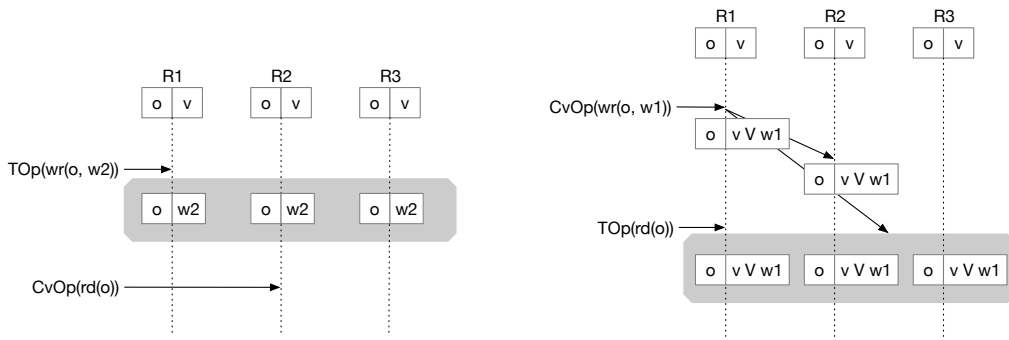 R1 R2 R3
o v o v o v
TOp(wr(o, w2))
o w2 o w2 o w2
CvOp(rd(o))
R1 R2 R3
o v o v o v
CvOp(wr(o, w1))
o v V w1
o v V w1
TOp(rd(o))
o v V w1 o v V w1 o v V w1